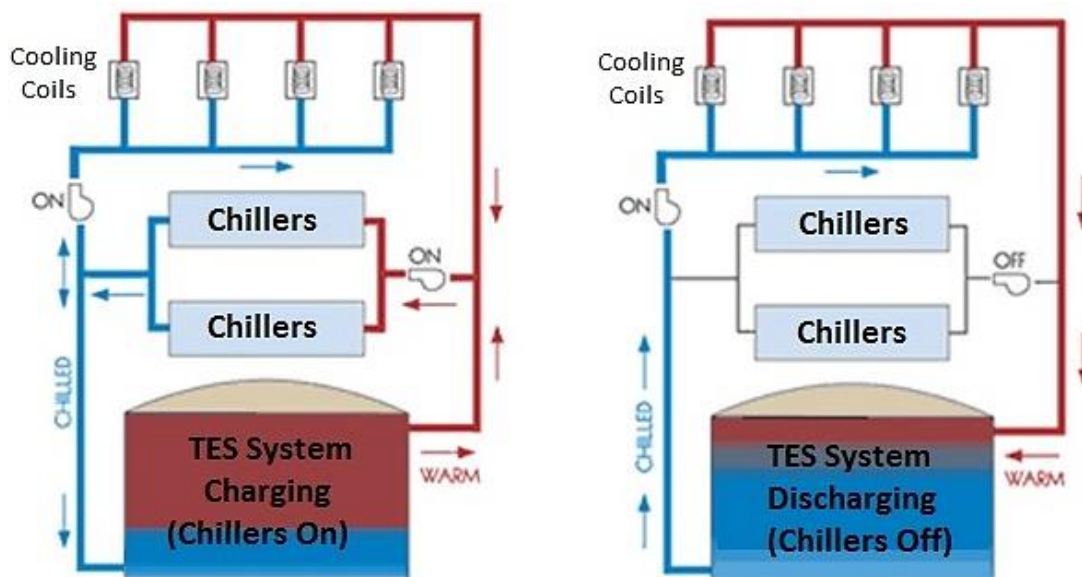 Cooling
Coils
ON
Chillers
ON
Chillers
CHILLED
TES System
Charging
(Chillers On)
WARM
Cooling
Coils
ON
Chillers
OFF
Chillers
CHILLED
TES System
Discharging
(Chillers Off)
WARM